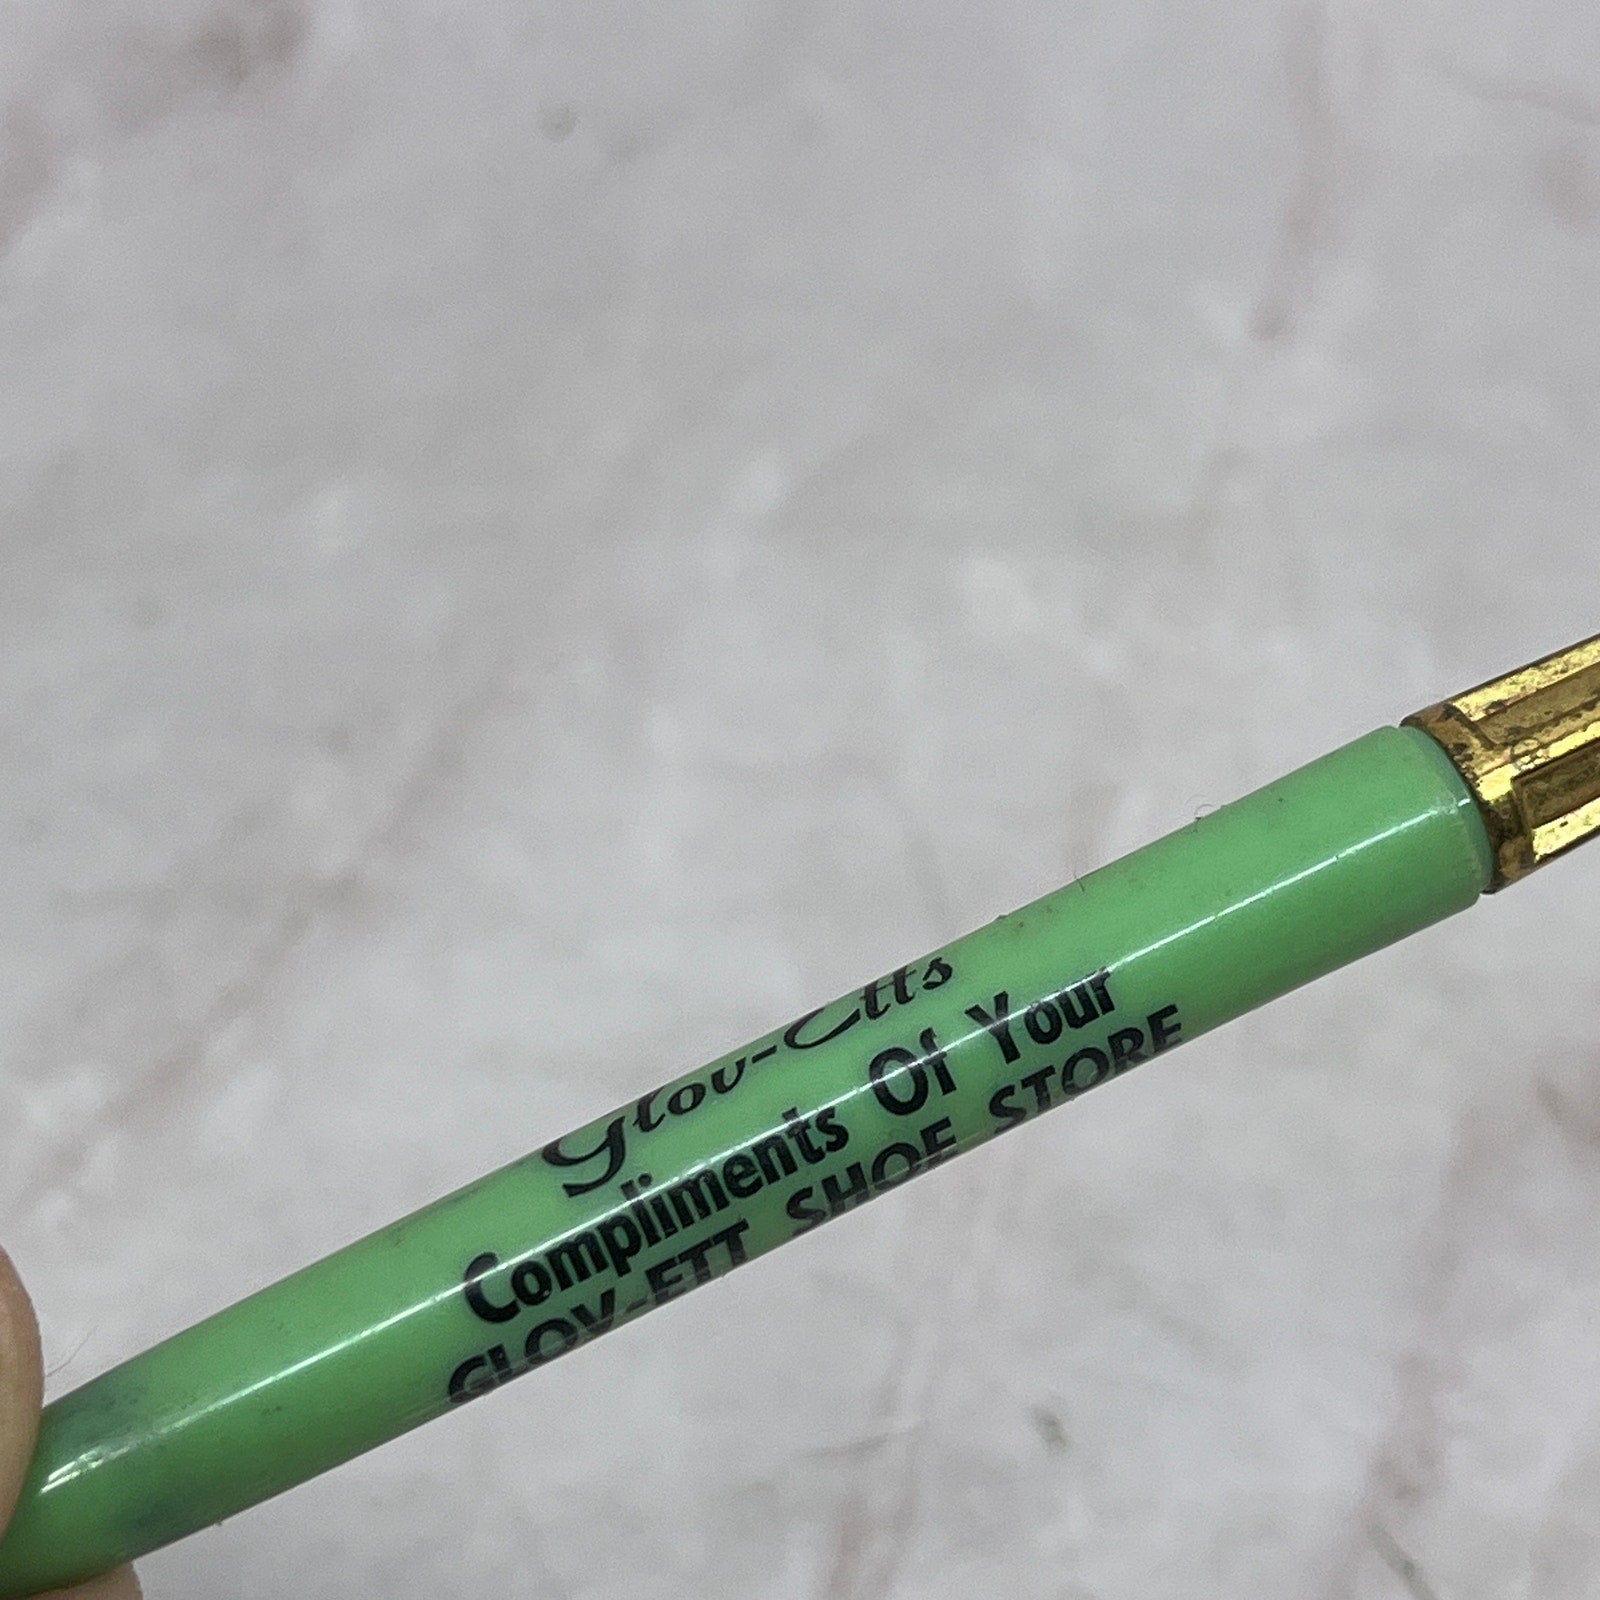 Glov-Etts
Compliments Of Your
GLOV-ETT SHOE STORE